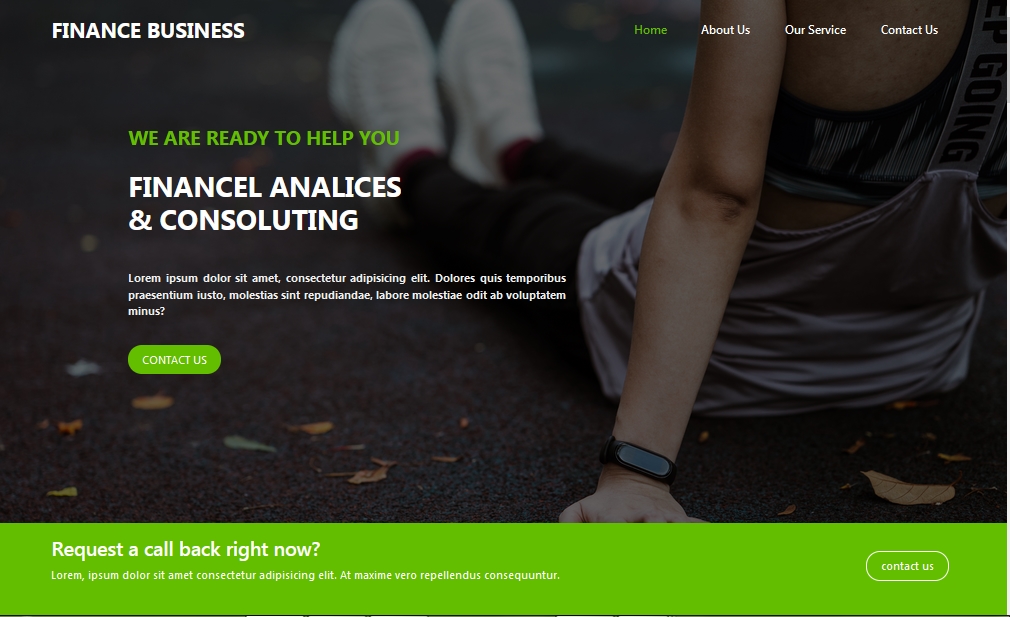 FINANCE BUSINESS
Home About Us Our Service Contact Us
EP GOING
WE ARE READY TO HELP YOU
FINANCEL ANALICES
& CONSOLUTING
Lorem ipsum dolor sit amet, consectetur adipisicing elit. Dolores quis temporibus
praesentium iusto, molestias sint repudiandae, labore molestiae odit ab voluptatem
minus?
CONTACT US
Request a call back right now?
Lorem, ipsum dolor sit amet consectetur adipisicing elit. At maxime vero repellendus consequuntur.
contact us